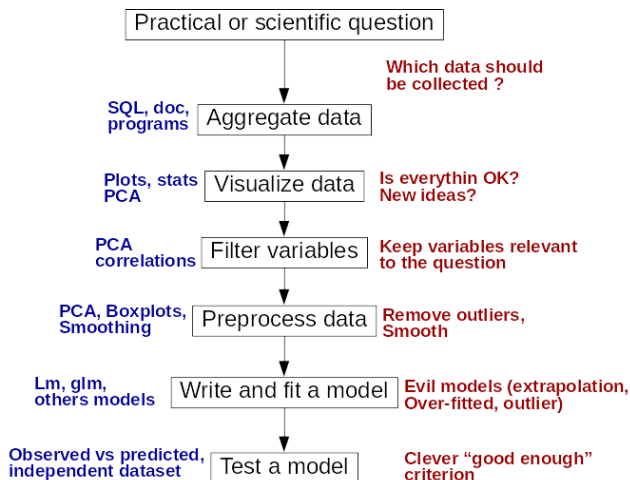 Practical or scientific question
Which data should
be collected ?
SQL, doc,
programs
Aggregate data
Plots, stats
PCA
Visualize data
Is everythin OK?
New ideas?
PCA
correlations
Filter variables
Keep variables relevant
to the question
PCA, Boxplots,
Smoothing
Preprocess data
Remove outliers,
Smooth
Lm, glm,
others models
Write and fit a model
Evil models (extrapolation,
Over-fitted, outlier)
Observed vs predicted,
independent dataset
Test a model
Clever “good enough”
criterion